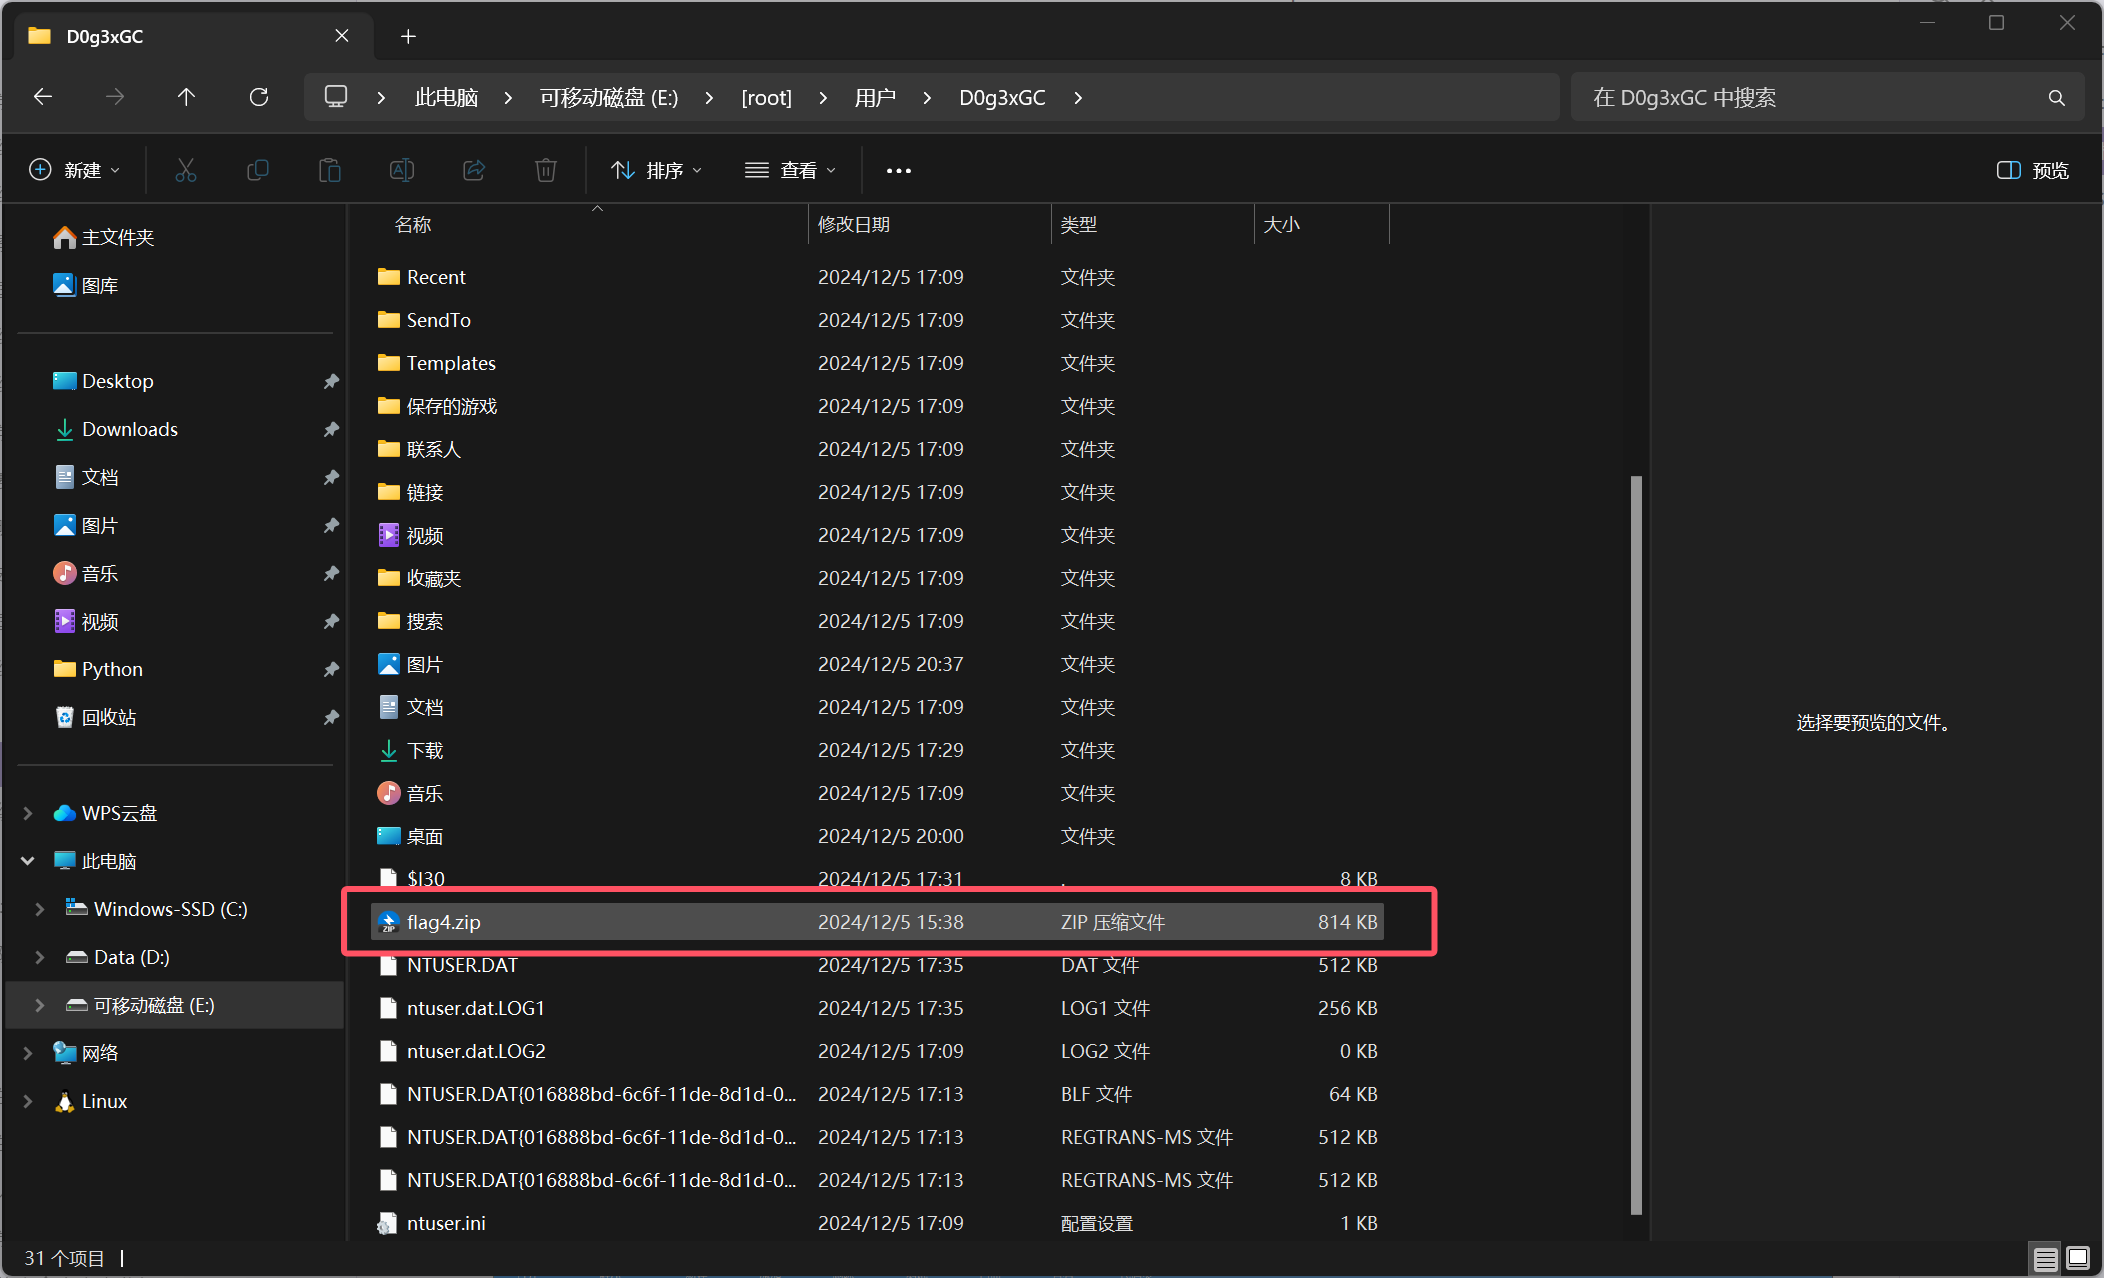 D0g3xGC
此电脑 可移动磁盘 (E:) [root] 用户 D0g3xGC
在 D0g3xGC 中搜索
新建 排序 查看 预览
名称 修改日期 类型 大小
主文件夹
图库
Desktop
Downloads
文档
图片
音乐
视频
Python
回收站
WPS云盘
此电脑
Windows-SSD (C:)
Data (D:)
可移动磁盘 (E:)
网络
Linux
Recent 2024/12/5 17:09 文件夹
SendTo 2024/12/5 17:09 文件夹
Templates 2024/12/5 17:09 文件夹
保存的游戏 2024/12/5 17:09 文件夹
联系人 2024/12/5 17:09 文件夹
链接 2024/12/5 17:09 文件夹
视频 2024/12/5 17:09 文件夹
收藏夹 2024/12/5 17:09 文件夹
搜索 2024/12/5 17:09 文件夹
图片 2024/12/5 20:37 文件夹
文档 2024/12/5 17:09 文件夹
下载 2024/12/5 17:29 文件夹
音乐 2024/12/5 17:09 文件夹
桌面 2024/12/5 20:00 文件夹
$I30 2024/12/5 17:31 . 8 KB
flag4.zip 2024/12/5 15:38 ZIP 压缩文件 814 KB
NTUSER.DAT 2024/12/5 17:35 DAT 文件 512 KB
ntuser.dat.LOG1 2024/12/5 17:35 LOG1 文件 256 KB
ntuser.dat.LOG2 2024/12/5 17:09 LOG2 文件 0 KB
NTUSER.DAT{016888bd-6c6f-11de-8d1d-0... 2024/12/5 17:13 BLF 文件 64 KB
NTUSER.DAT{016888bd-6c6f-11de-8d1d-0... 2024/12/5 17:13 REGTRANS-MS 文件 512 KB
NTUSER.DAT{016888bd-6c6f-11de-8d1d-0... 2024/12/5 17:13 REGTRANS-MS 文件 512 KB
ntuser.ini 2024/12/5 17:09 配置设置 1 KB
选择要预览的文件。
31 个项目